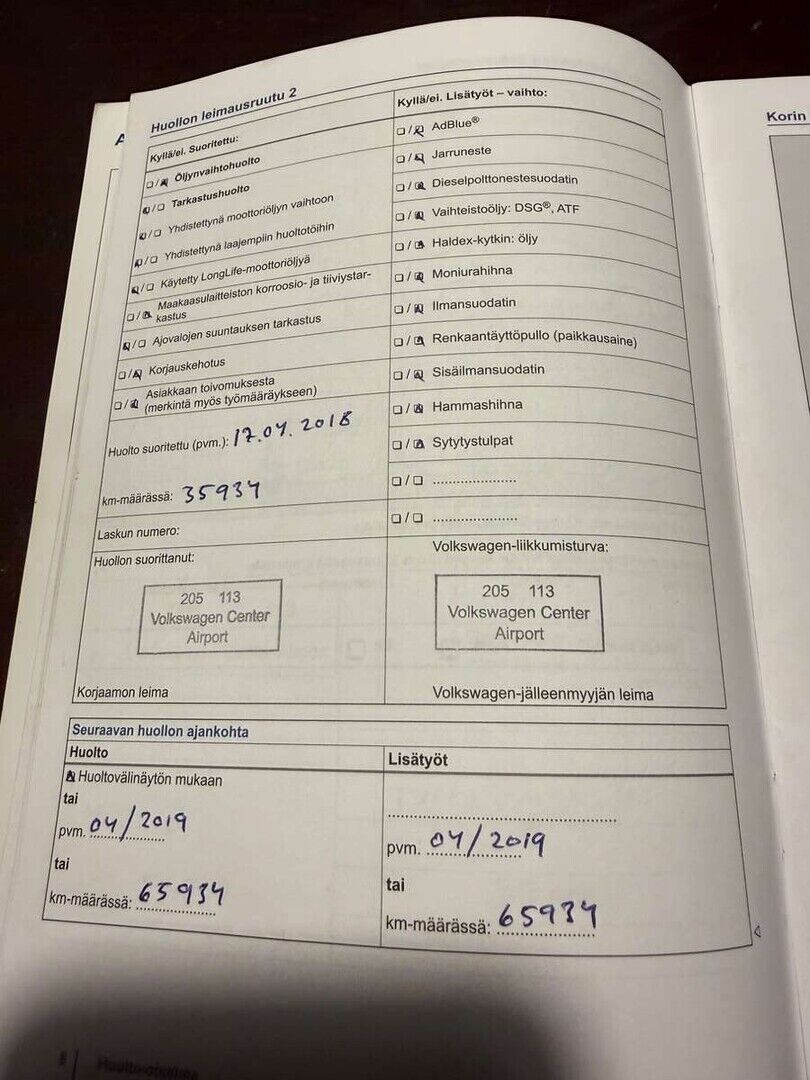 Huollon leimausruutu 2
Kyllä/ei. Suoritettu:
Öljynvaihtohuolto
Tarkastushuolto
Yhdistettynä moottoriöljyn vaihtoon
Yhdistettynä laajempiin huoltotöihin
Käytetty LongLife-moottoriöljyä
Maakaasulaitteiston korroosio- ja tiiviystar-
kastus
Ajovalojen suuntauksen tarkastus
Korjauskehotus
Asiakkaan toivomuksesta
(merkintä myös työmääräykseen)
Huolto suoritettu (pvm.): 17.04.2018
km-määrässä: 35934
Laskun numero:
Huollon suorittanut:
205 113
Volkswagen Center
Airport
Korjaamon leima
Kyllä/ei. Lisätyöt – vaihto:
AdBlue®
Jarruneste
Dieselpolttonestesuodatin
Vaihteistoöljy: DSG®, ATF
Haldex-kytkin: öljy
Moniurahihna
Ilmansuodatin
Renkaantäyttöpullo (paikkausaine)
Sisäilmansuodatin
Hammashihna
Sytytystulpat
Volkswagen-liikkumisturva:
205 113
Volkswagen Center
Airport
Volkswagen-jälleenmyyjän leima
Seuraavan huollon ajankohta
Huolto
Huoltovälinäytön mukaan
tai
pvm. 04/2019
tai
km-määrässä: 65934
Lisätyöt
pvm. 04/2019
tai
km-määrässä: 65934
Korin